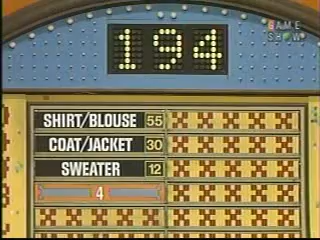 194
GAME
SHOW
SHIRT/BLOUSE 55
COAT/JACKET 30
SWEATER 12
4